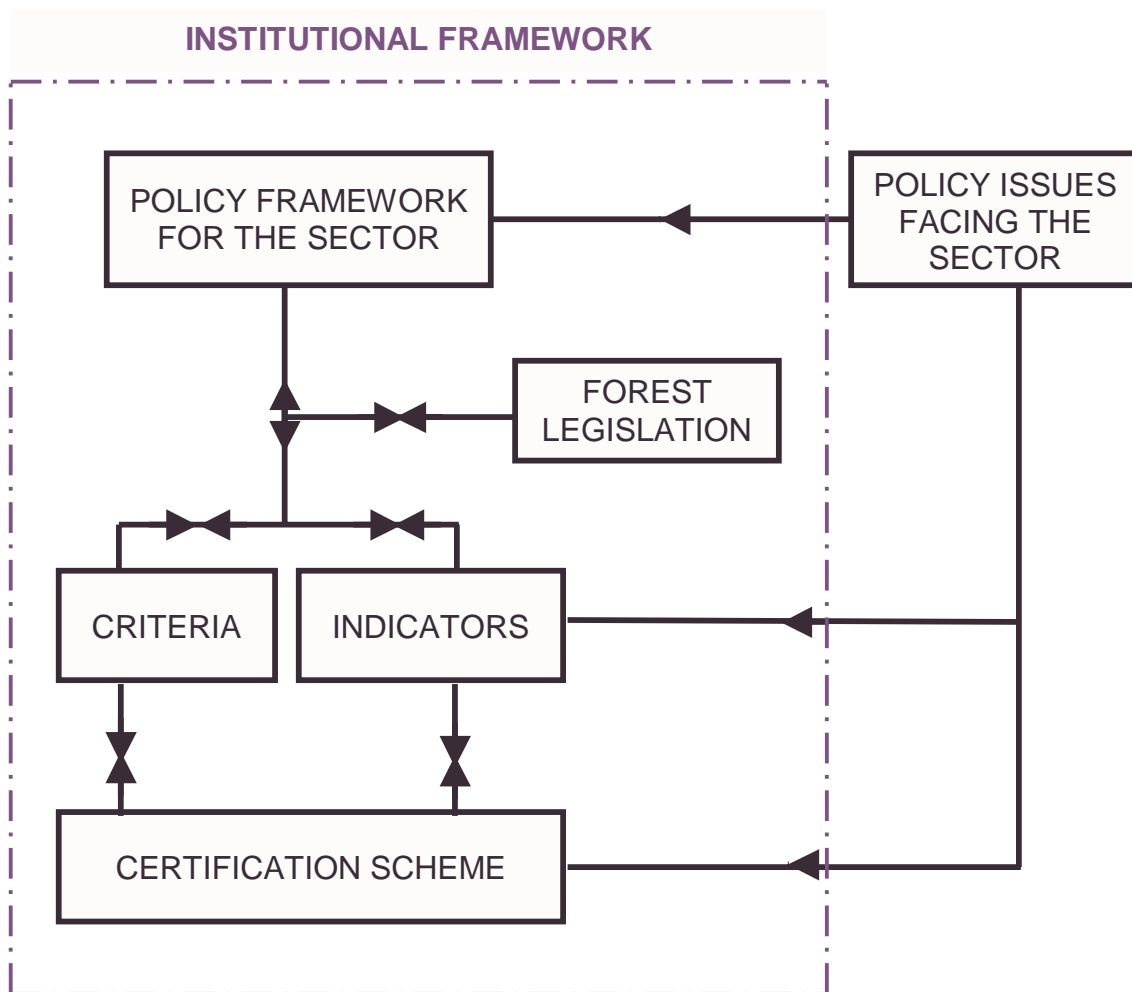 INSTITUTIONAL FRAMEWORK
POLICY FRAMEWORK
FOR THE SECTOR
POLICY ISSUES
FACING THE
SECTOR
FOREST
LEGISLATION
CRITERIA
INDICATORS
CERTIFICATION SCHEME